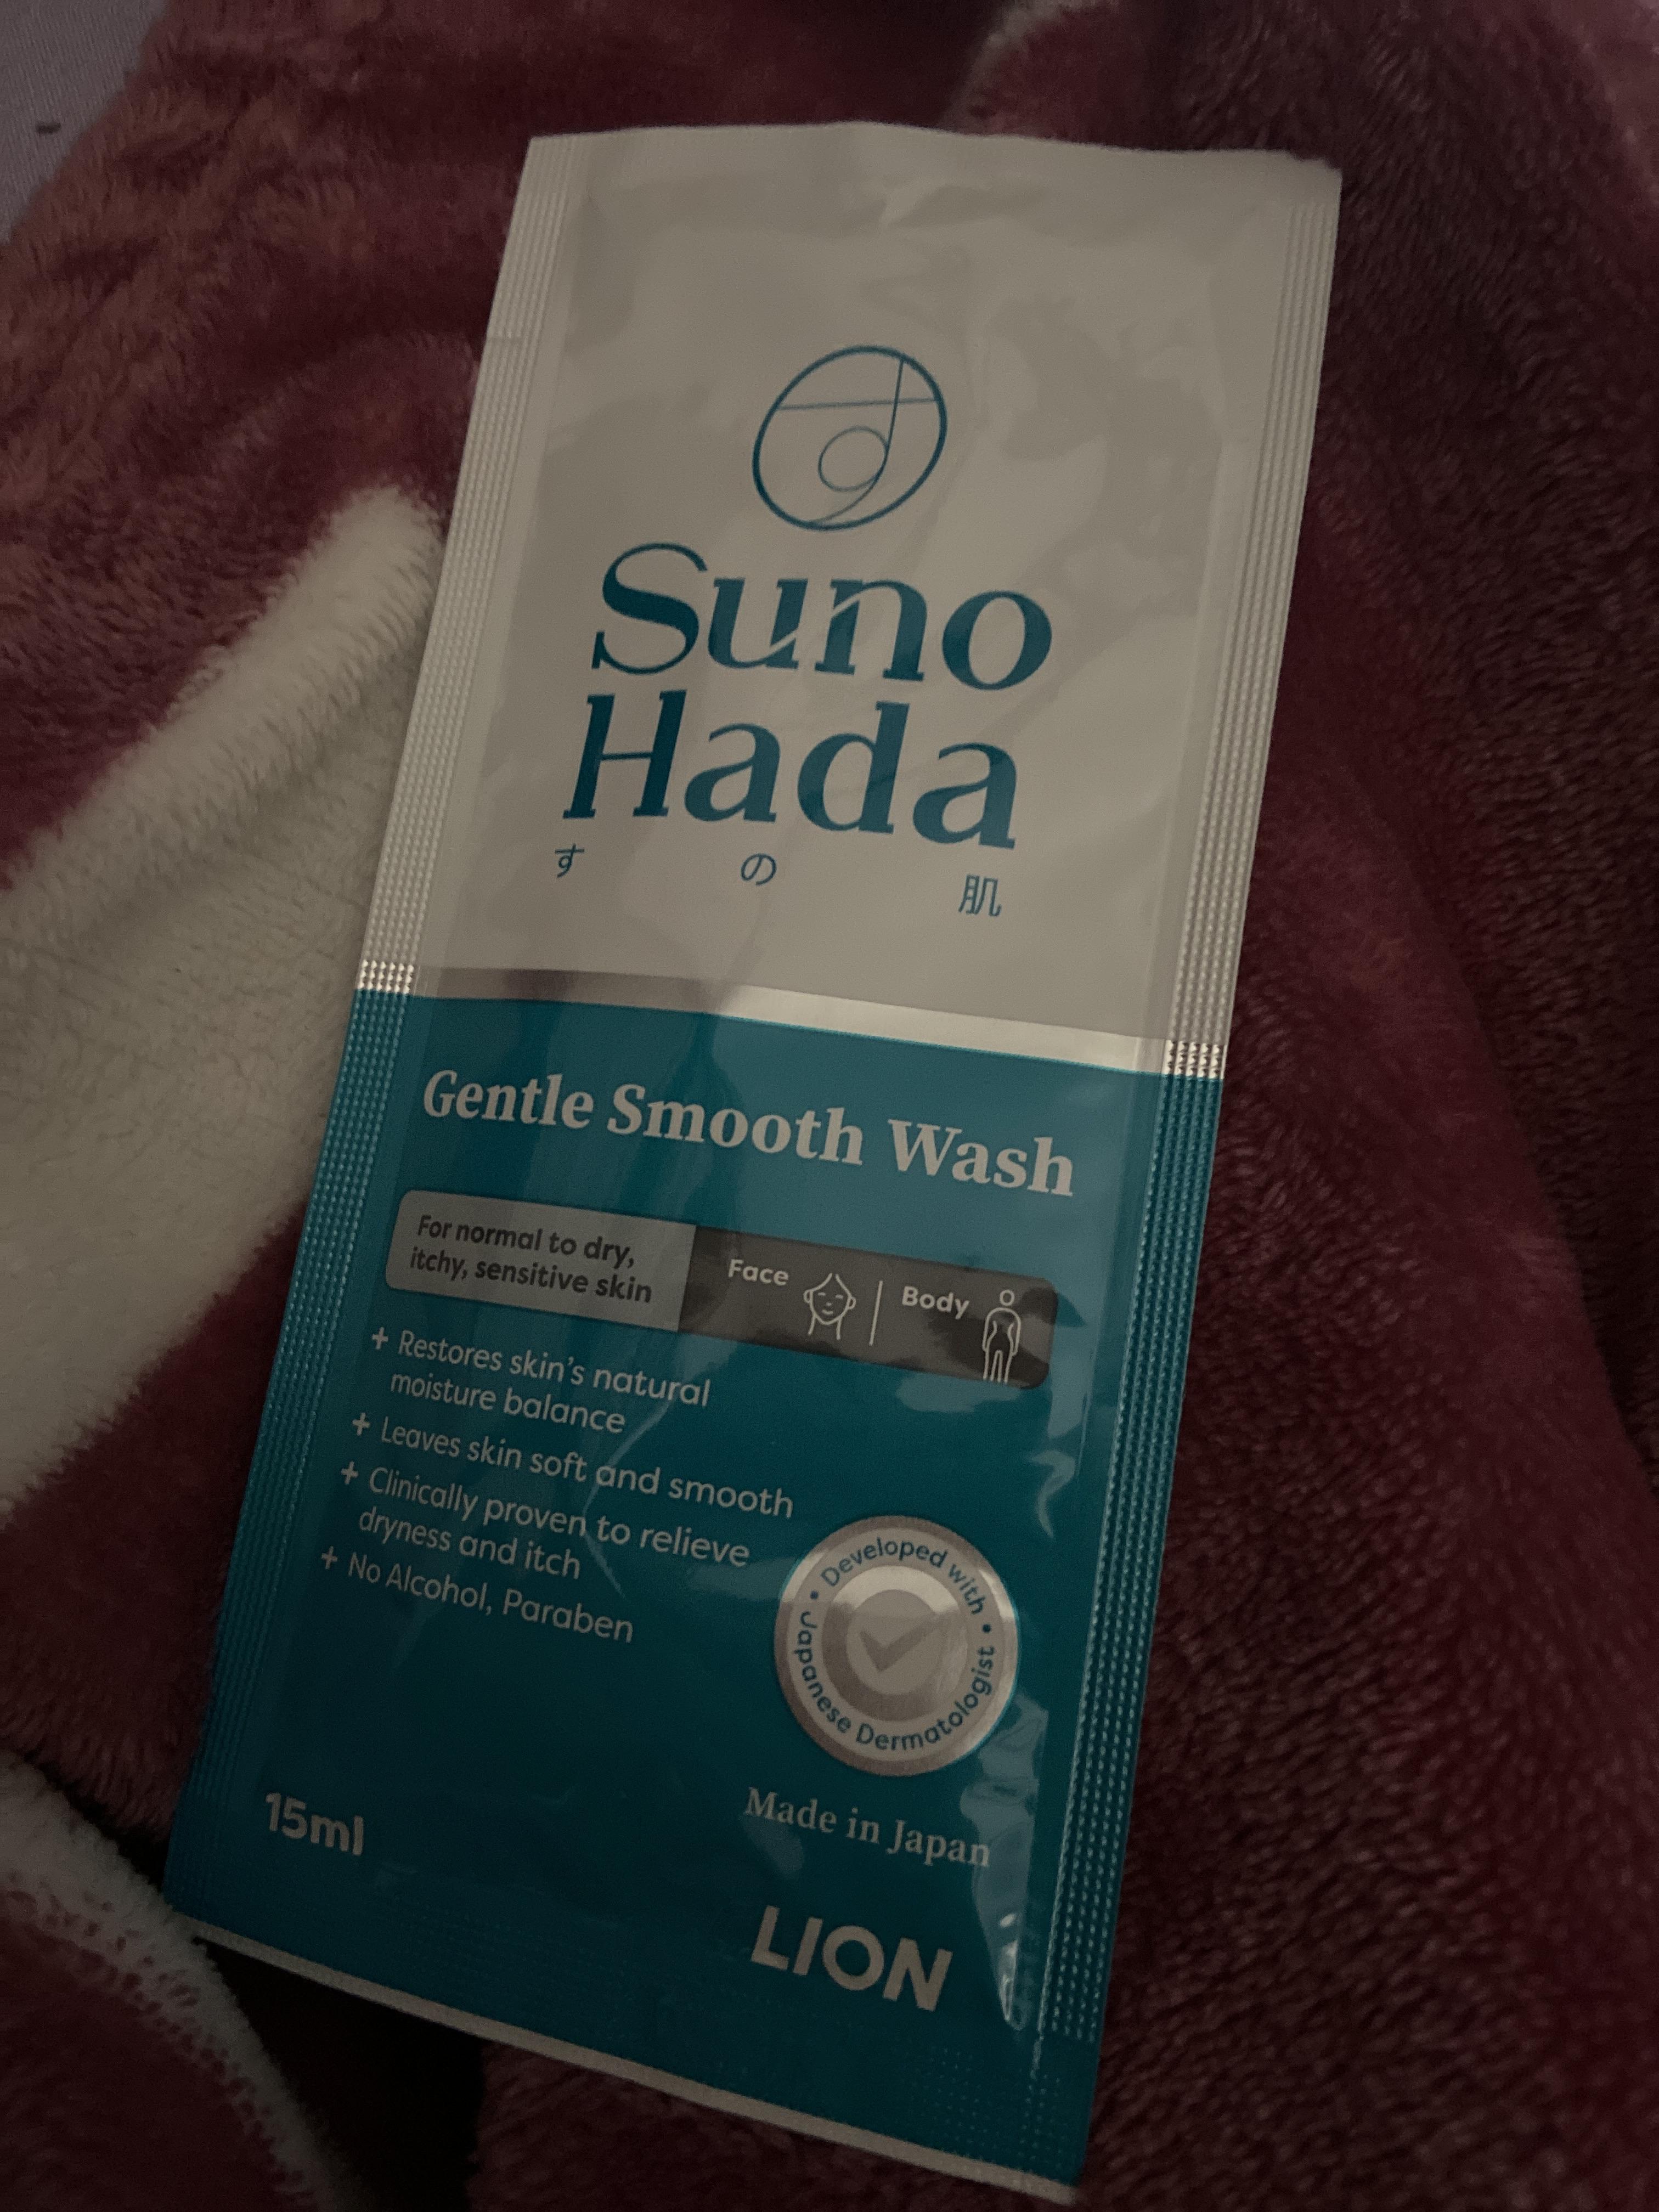 Suno
Hada
す の 肌
Gentle Smooth Wash
For normal to dry,
itchy, sensitive skin
Face
Body
+ Restores skin's natural
moisture balance
+ Leaves skin soft and smooth
+ Clinically proven to relieve
dryness and itch
+ No Alcohol, Paraben
• Developed with •
Japanese Dermatologist
15ml
Made in Japan
LION